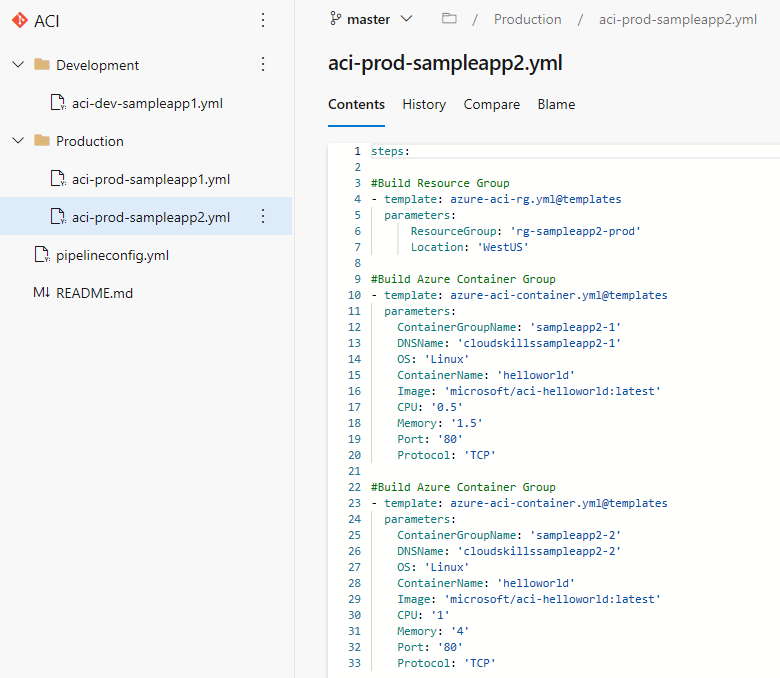 ACI
Development
aci-dev-sampleapp1.yml
Production
aci-prod-sampleapp1.yml
aci-prod-sampleapp2.yml
pipelineconfig.yml
README.md
master / Production / aci-prod-sampleapp2.yml
aci-prod-sampleapp2.yml
Contents History Compare Blame
1 steps:
2
3 #Build Resource Group
4 - template: azure-aci-rg.yml@templates
5 parameters:
6 ResourceGroup: 'rg-sampleapp2-prod'
7 Location: 'WestUS'
8
9 #Build Azure Container Group
10 - template: azure-aci-container.yml@templates
11 parameters:
12 ContainerGroupName: 'sampleapp2-1'
13 DNSName: 'cloudskillssampleapp2-1'
14 OS: 'Linux'
15 ContainerName: 'helloworld'
16 Image: 'microsoft/aci-helloworld:latest'
17 CPU: '0.5'
18 Memory: '1.5'
19 Port: '80'
20 Protocol: 'TCP'
21
22 #Build Azure Container Group
23 - template: azure-aci-container.yml@templates
24 parameters:
25 ContainerGroupName: 'sampleapp2-2'
26 DNSName: 'cloudskillssampleapp2-2'
27 OS: 'Linux'
28 ContainerName: 'helloworld'
29 Image: 'microsoft/aci-helloworld:latest'
30 CPU: '1'
31 Memory: '4'
32 Port: '80'
33 Protocol: 'TCP'